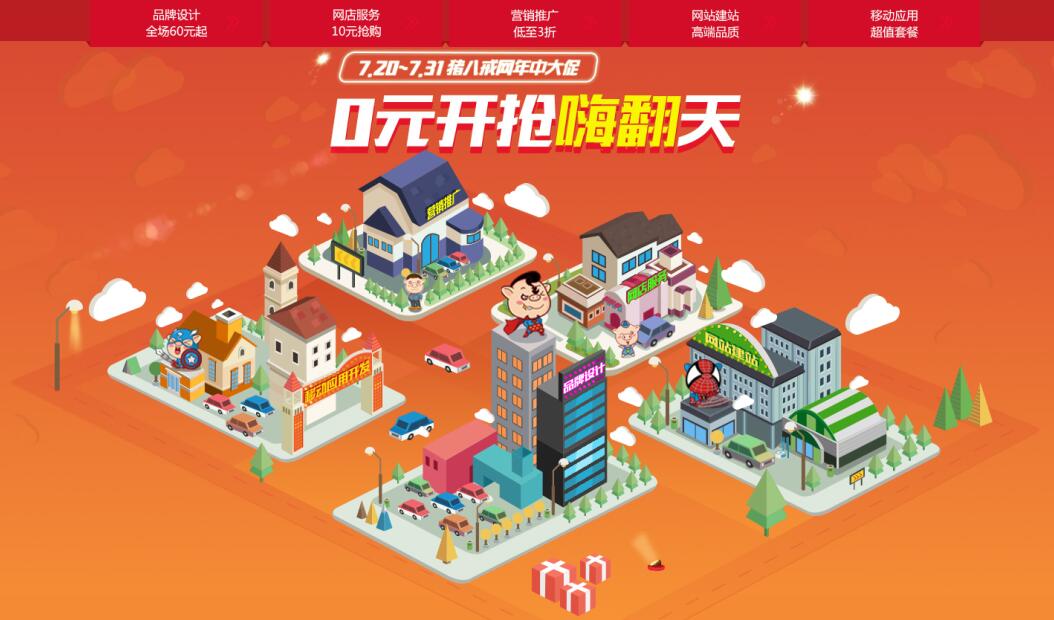 品牌设计
全场60元起
网店服务
10元抢购
营销推广
低至3折
网站建站
高端品质
移动应用
超值套餐
7.20~7.31 猪八戒网年中大促
0元开抢嗨翻天
营销推广
网店服务
网站建站
移动应用开发
品牌设计